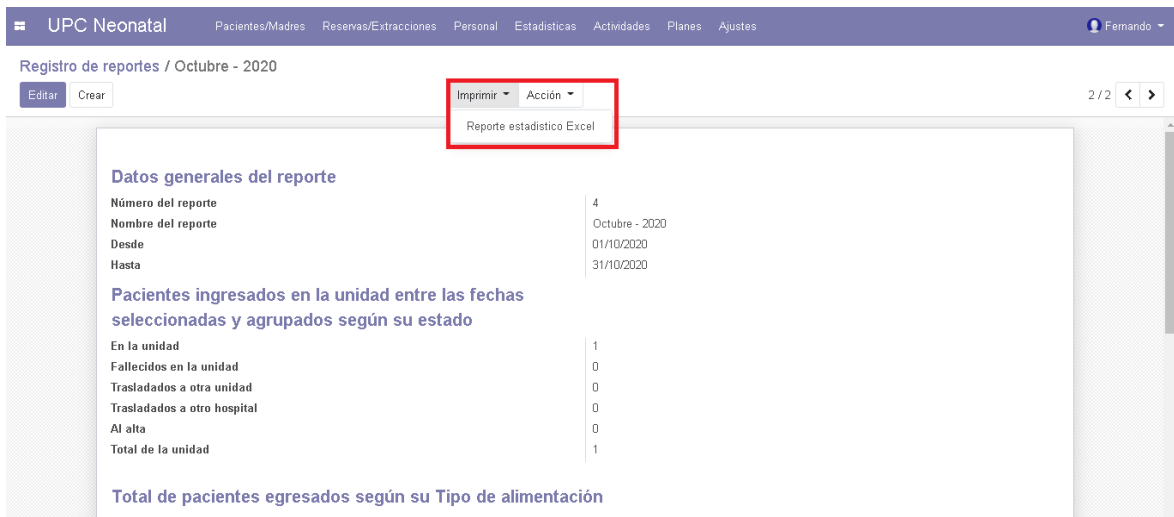 UPC Neonatal Pacientes/Madres Reservas/Extracciones Personal Estadisticas Actividades Planes Ajustes Fernando
Registro de reportes / Octubre - 2020
Editar Crear Imprimir Acción 2 / 2
Reporte estadistico Excel
Datos generales del reporte
Número del reporte 4
Nombre del reporte Octubre - 2020
Desde 01/10/2020
Hasta 31/10/2020
Pacientes ingresados en la unidad entre las fechas
seleccionadas y agrupados según su estado
En la unidad 1
Fallecidos en la unidad 0
Trasladados a otra unidad 0
Trasladados a otro hospital 0
Al alta 0
Total de la unidad 1
Total de pacientes egresados según su Tipo de alimentación